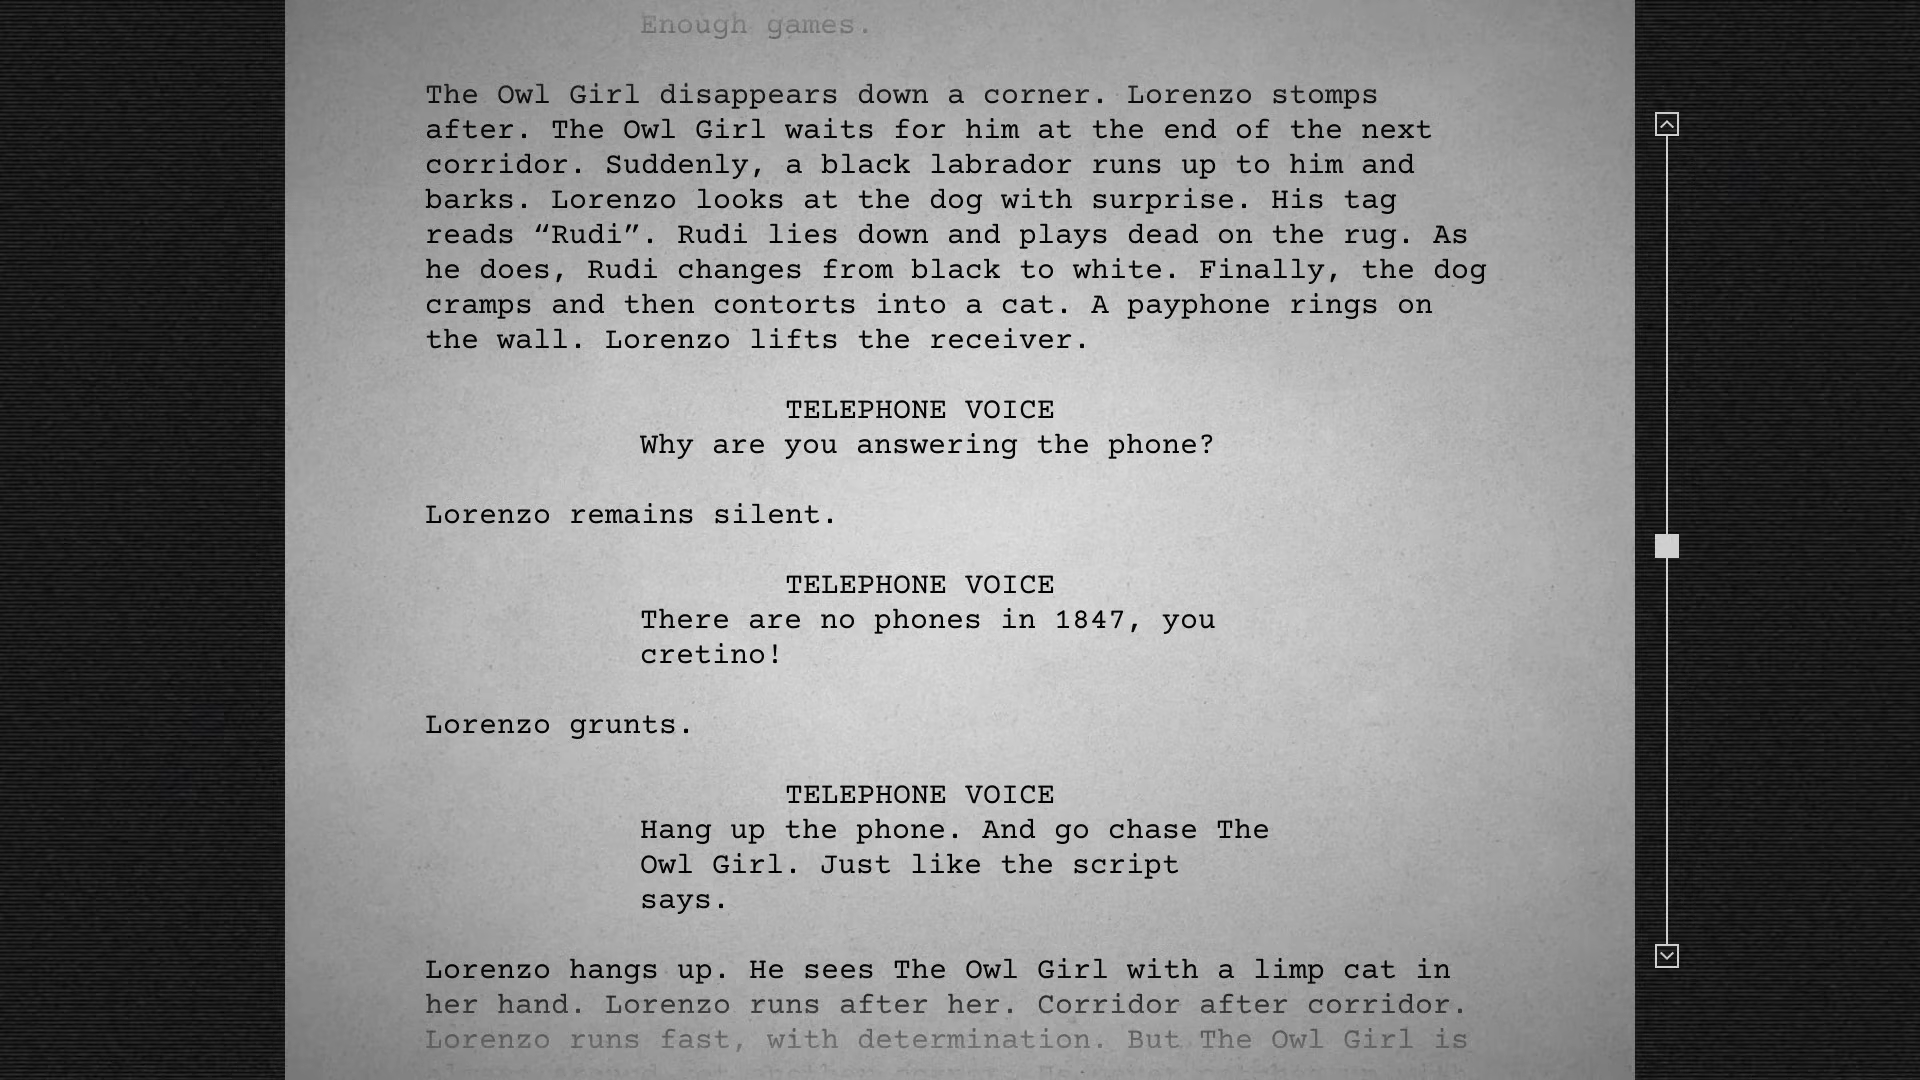 Enough games.
The Owl Girl disappears down a corner. Lorenzo stomps
after. The Owl Girl waits for him at the end of the next
corridor. Suddenly, a black labrador runs up to him and
barks. Lorenzo looks at the dog with surprise. His tag
reads “Rudi”. Rudi lies down and plays dead on the rug. As
he does, Rudi changes from black to white. Finally, the dog
cramps and then contorts into a cat. A payphone rings on
the wall. Lorenzo lifts the receiver.
TELEPHONE VOICE
Why are you answering the phone?
Lorenzo remains silent.
TELEPHONE VOICE
There are no phones in 1847, you
cretino!
Lorenzo grunts.
TELEPHONE VOICE
Hang up the phone. And go chase The
Owl Girl. Just like the script
says.
Lorenzo hangs up. He sees The Owl Girl with a limp cat in
her hand. Lorenzo runs after her. Corridor after corridor.
Lorenzo runs fast, with determination. But The Owl Girl is